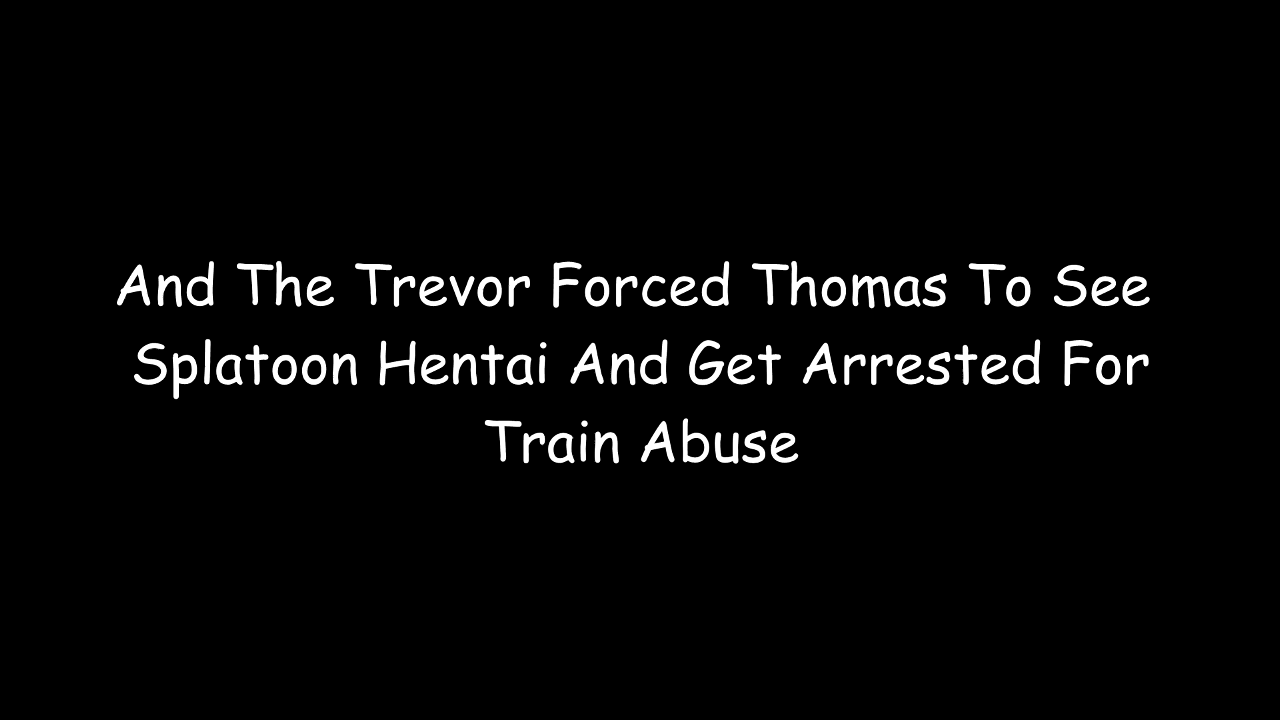 And The Trevor Forced Thomas To See
Splatoon Hentai And Get Arrested For
Train Abuse